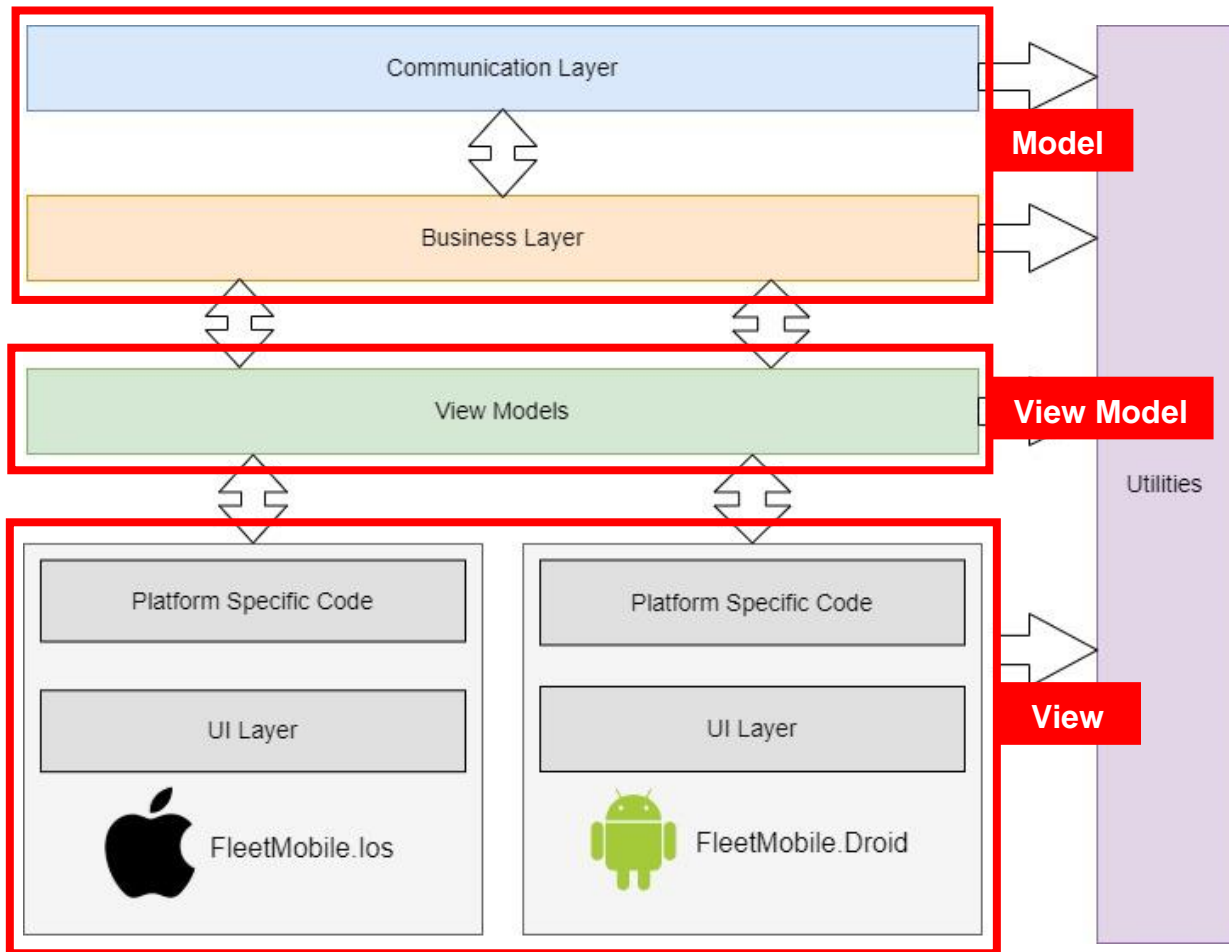 Communication Layer
Model
Business Layer
View Models
View Model
Utilities
Platform Specific Code
Platform Specific Code
View
UI Layer
UI Layer
FleetMobile.Ios
FleetMobile.Droid